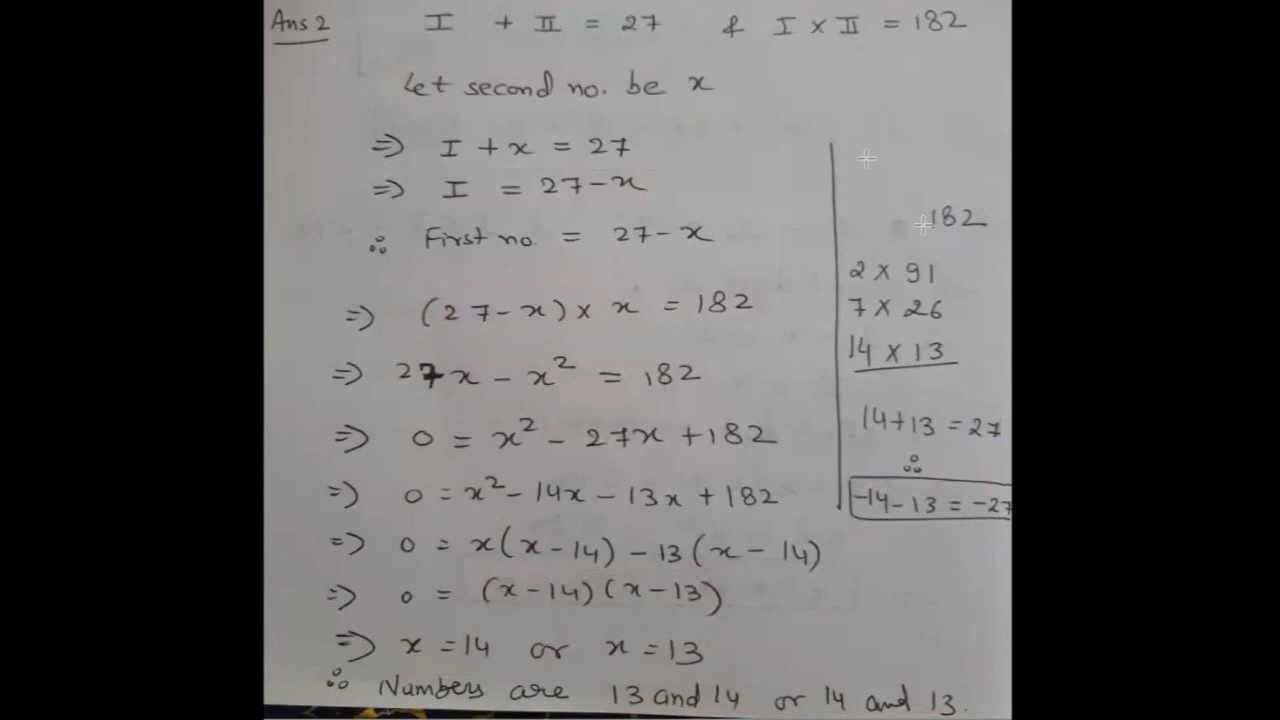 Ans 2 I + II = 27 & I × II = 182
Let second no. be x
⇒ I + x = 27
⇒ I = 27 - x
∴ First no. = 27 - x
⇒ (27 - x) × x = 182
⇒ 27x - x² = 182
⇒ 0 = x² - 27x + 182
⇒ 0 = x² - 14x - 13x + 182
⇒ 0 = x(x - 14) - 13(x - 14)
⇒ 0 = (x - 14)(x - 13)
⇒ x = 14 or x = 13
∴ Numbers are 13 and 14 or 14 and 13.
182
2 × 91
7 × 26
14 × 13
14 + 13 = 27
∴
-14 - 13 = -27